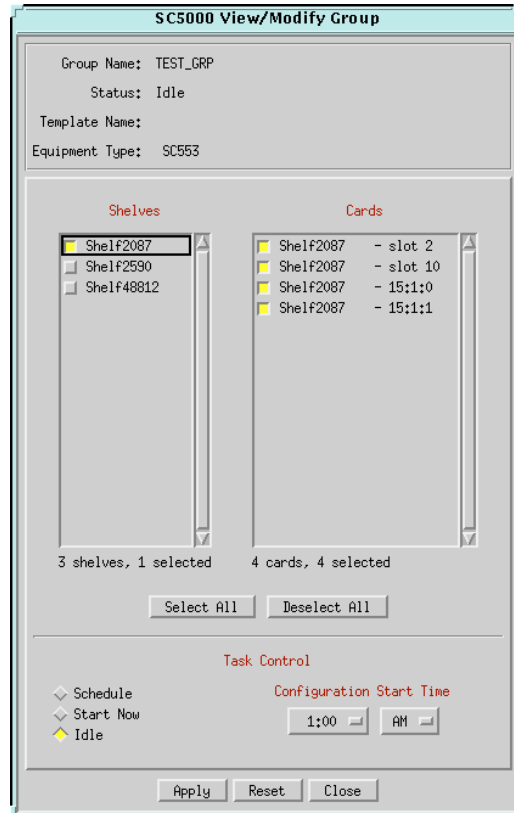 SC5000 View/Modify Group
Group Name: TEST_GRP
Status: Idle
Template Name:
Equipment Type: SC553
Shelves
Cards
Shelf2087
Shelf2590
Shelf48812
Shelf2087 - slot 2
Shelf2087 - slot 10
Shelf2087 - 15:1:0
Shelf2087 - 15:1:1
3 shelves, 1 selected
4 cards, 4 selected
Select All
Deselect All
Task Control
Schedule
Start Now
Idle
Configuration Start Time
1:00
AM
Apply
Reset
Close